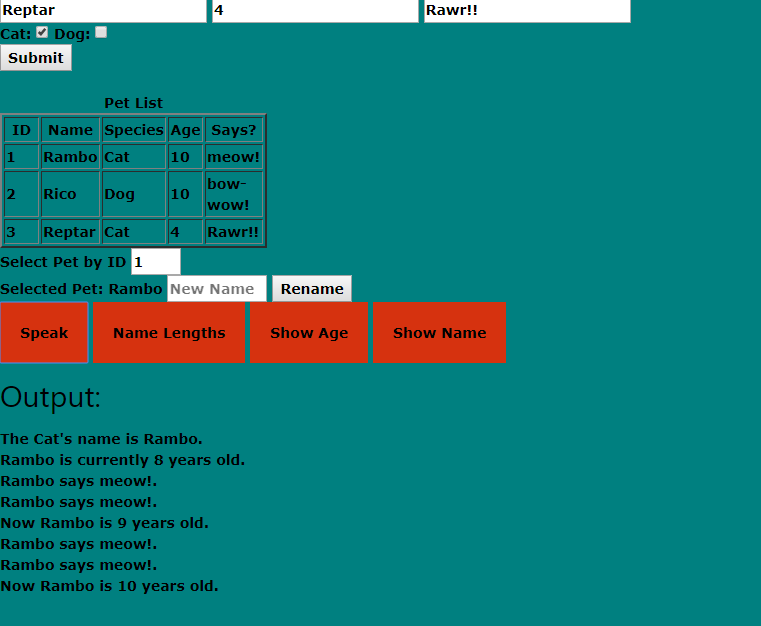 Reptar 4 Rawr!!
Cat: Dog:
Submit
Pet List
ID Name Species Age Says?
1 Rambo Cat 10 meow!
2 Rico Dog 10 bow-
wow!
3 Reptar Cat 4 Rawr!!
Select Pet by ID 1
Selected Pet: Rambo New Name Rename
Speak Name Lengths Show Age Show Name
Output:
The Cat's name is Rambo.
Rambo is currently 8 years old.
Rambo says meow!.
Rambo says meow!.
Now Rambo is 9 years old.
Rambo says meow!.
Rambo says meow!.
Now Rambo is 10 years old.